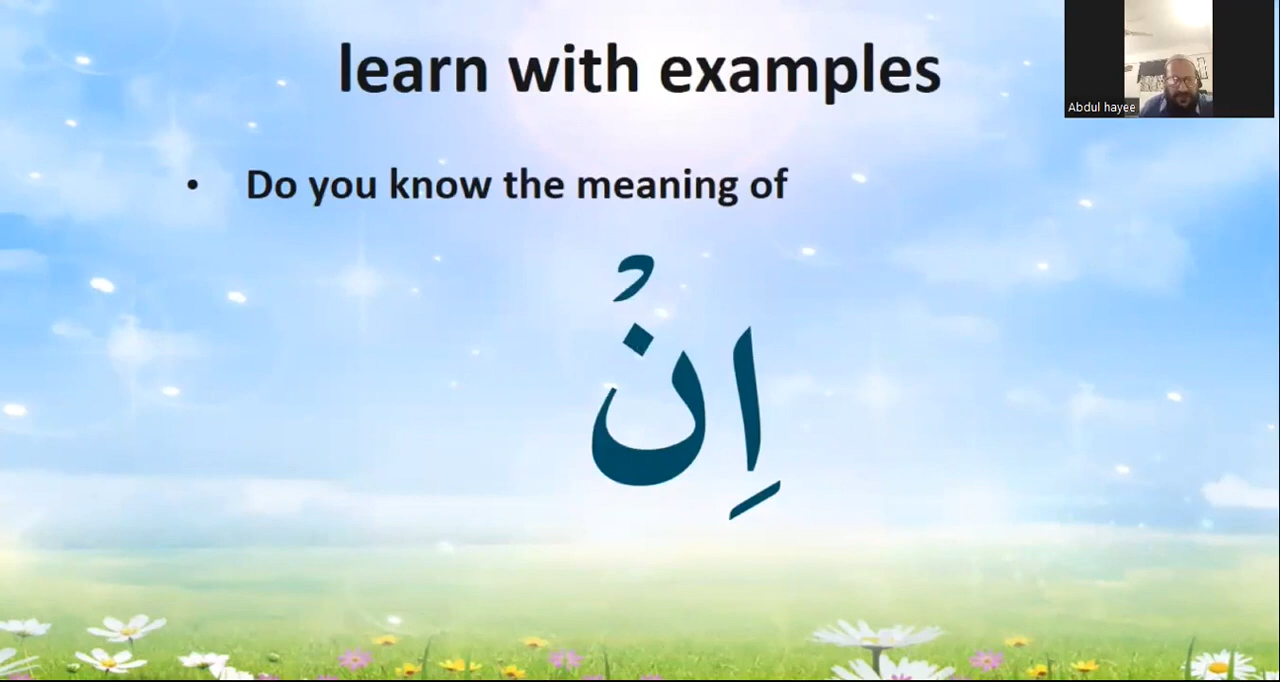 learn with examples
Abdul hayee
• Do you know the meaning of
اِنْ